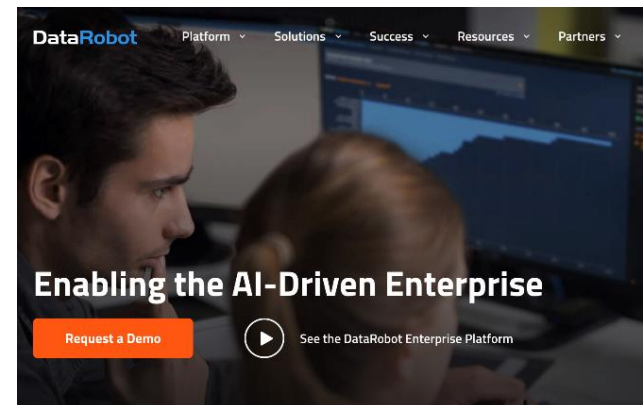 DataRobot Platform Solutions Success Resources Partners
Enabling the AI-Driven Enterprise
Request a Demo See the DataRobot Enterprise Platform